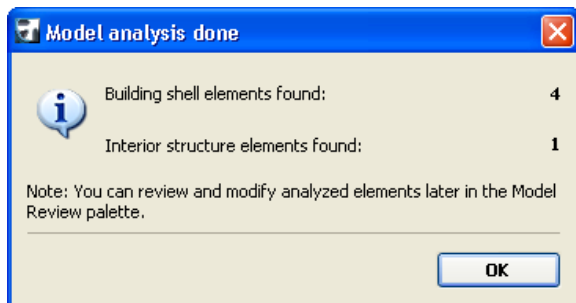 Model analysis done
Building shell elements found: 4
Interior structure elements found: 1
Note: You can review and modify analyzed elements later in the Model
Review palette.
OK